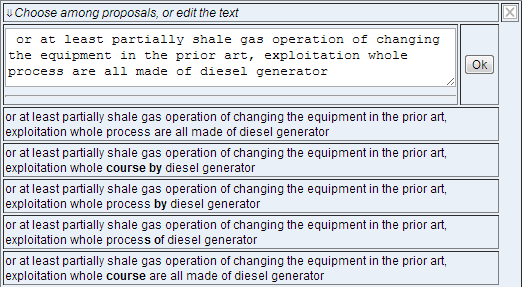 ⇓Choose among proposals, or edit the text
or at least partially shale gas operation of changing
the equipment in the prior art, exploitation whole
process are all made of diesel generator
Ok
or at least partially shale gas operation of changing the equipment in the prior art,
exploitation whole process are all made of diesel generator
or at least partially shale gas operation of changing the equipment in the prior art,
exploitation whole course by diesel generator
or at least partially shale gas operation of changing the equipment in the prior art,
exploitation whole process by diesel generator
or at least partially shale gas operation of changing the equipment in the prior art,
exploitation whole process of diesel generator
or at least partially shale gas operation of changing the equipment in the prior art,
exploitation whole course are all made of diesel generator